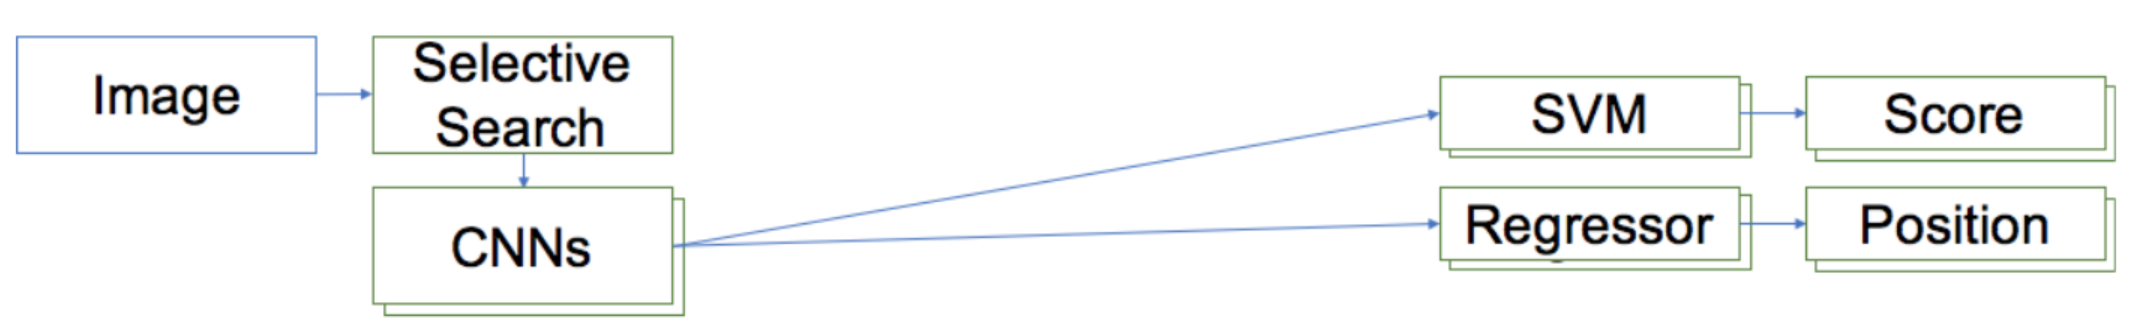 Image
Selective
Search
CNNs
SVM
Score
Regressor
Position